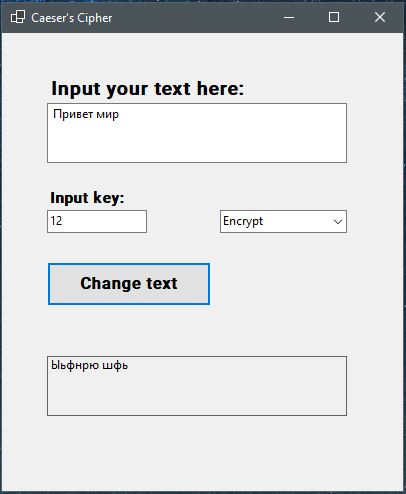 Caeser's Cipher
Input your text here:
Привет мир
Input key:
12 Encrypt
Change text
Ыьфнрю шфь